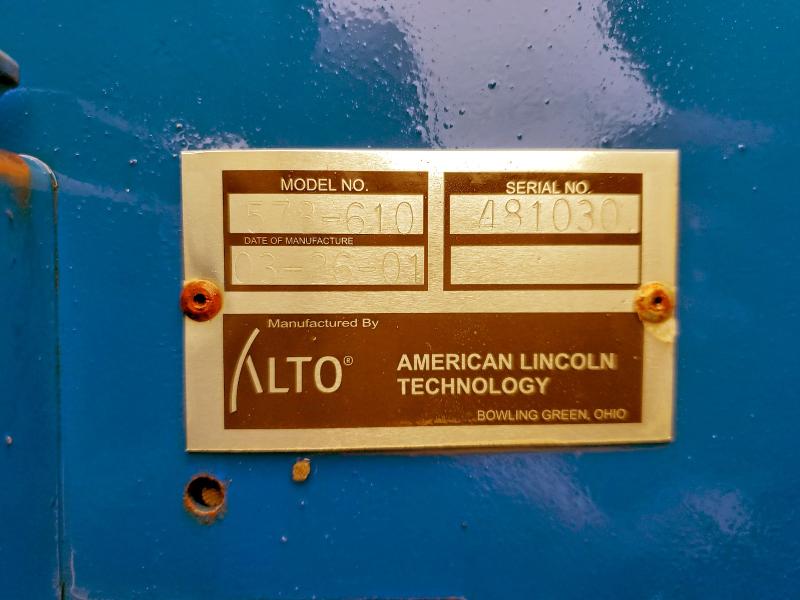 MODEL NO.
573-610
DATE OF MANUFACTURE
03-26-01
SERIAL NO.
481030
Manufactured By
ALTO®
AMERICAN LINCOLN
TECHNOLOGY
BOWLING GREEN, OHIO